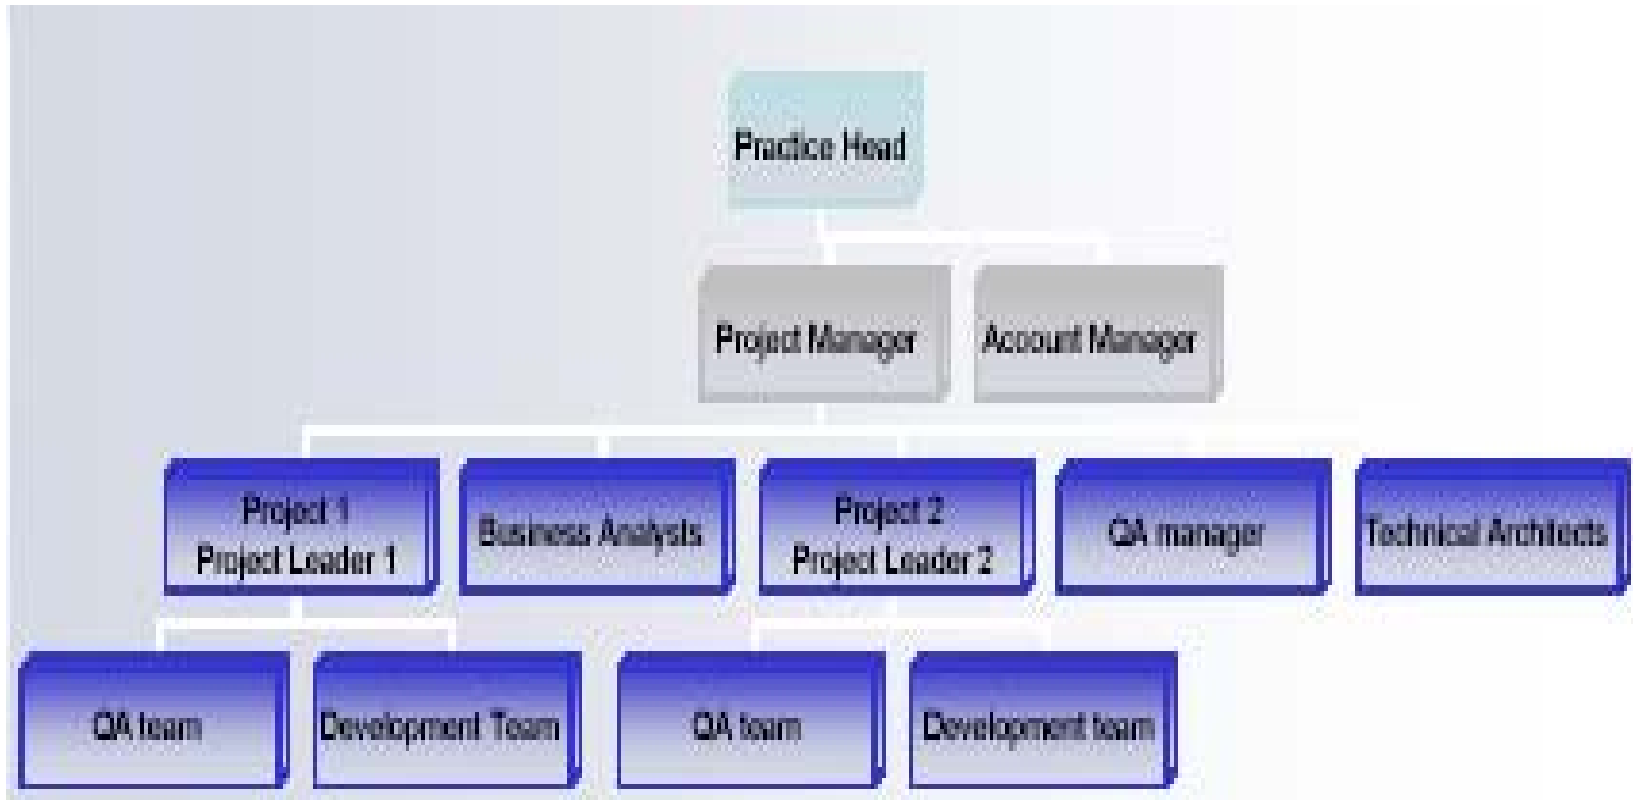 Practice Head
Project Manager
Account Manager
Project 1
Project Leader 1
Business Analysts
Project 2
Project Leader 2
QA manager
Technical Architects
QA team
Development Team
QA team
Development team